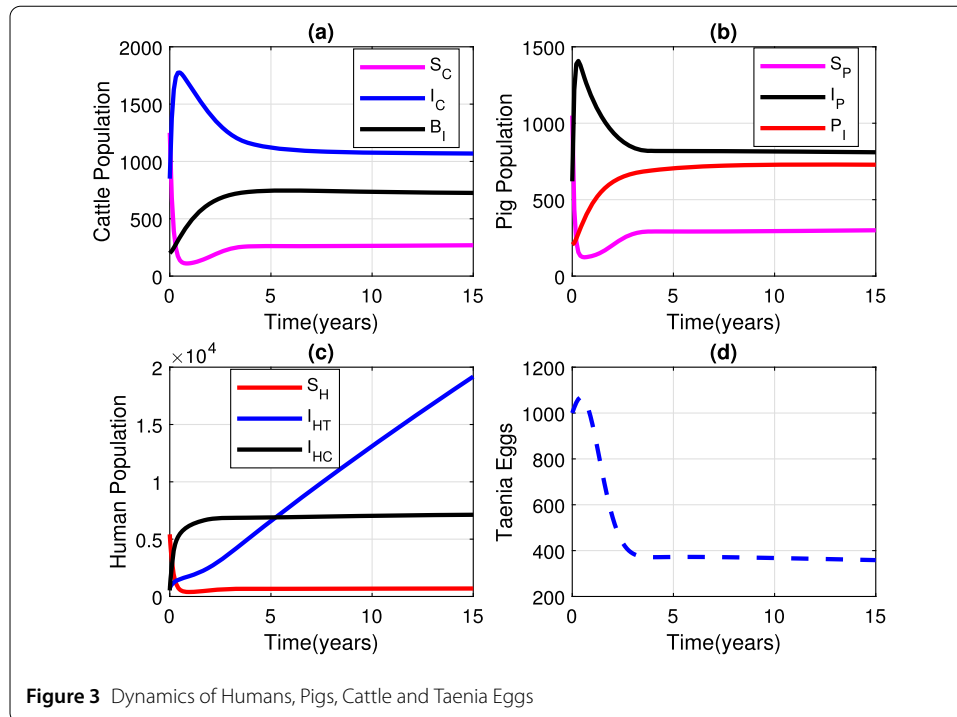 (a)
2000
1500
1000
500
0
Cattle Population
S_C
I_C
B_I
0 5 10 15
Time(years)
(b)
1500
1000
500
0
Pig Population
S_P
I_P
P_I
0 5 10 15
Time(years)
(c)
×10^4
2
1.5
1
0.5
0
Human Population
S_H
I_HT
I_HC
0 5 10 15
Time(years)
(d)
1200
1000
800
600
400
200
Taenia Eggs
0 5 10 15
Time(years)
Figure 3 Dynamics of Humans, Pigs, Cattle and Taenia Eggs